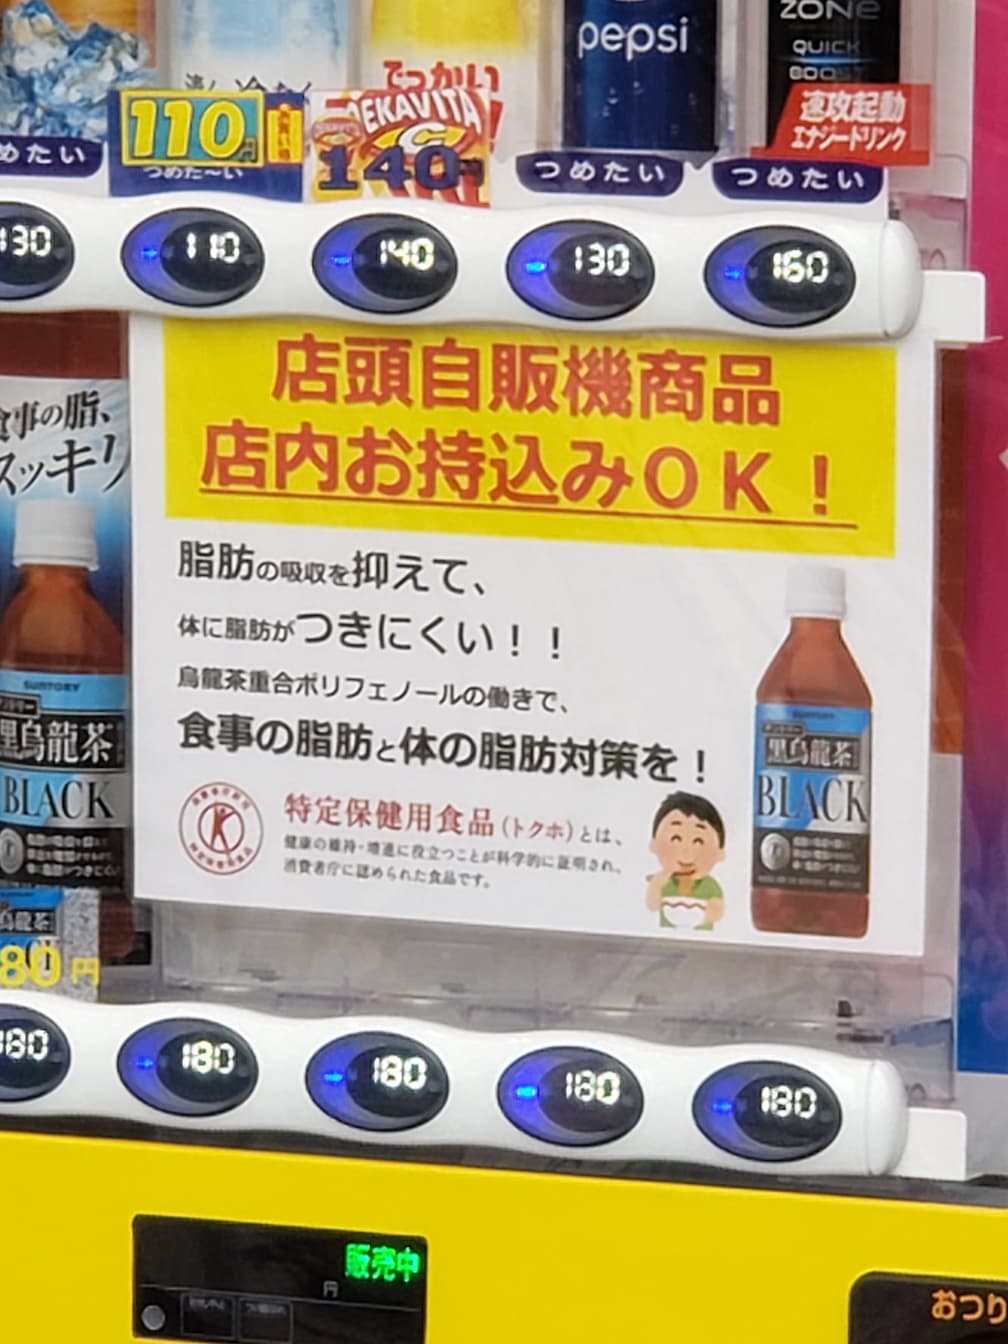 pepsi
ZONE
QUICK
BOOST
でっかい
DEKAVITA
C
110円
つめた〜い
140円
速攻起動
エナジードリンク
めたい
つめたい
つめたい
130
110
140
130
160
店頭自販機商品
店内お持込みOK!
食事の脂、
スッキリ
脂肪の吸収を抑えて、
体に脂肪がつきにくい!!
烏龍茶重合ポリフェノールの働きで、
食事の脂肪と体の脂肪対策を!
特定保健用食品(トクホ)とは、
健康の維持・増進に役立つことが科学的に証明され、
消費者庁に認められた食品です。
SUNTORY
黒烏龍茶
BLACK
黒烏龍茶
BLACK
烏龍茶
80円
180
180
180
180
180
販売中
円
おつり